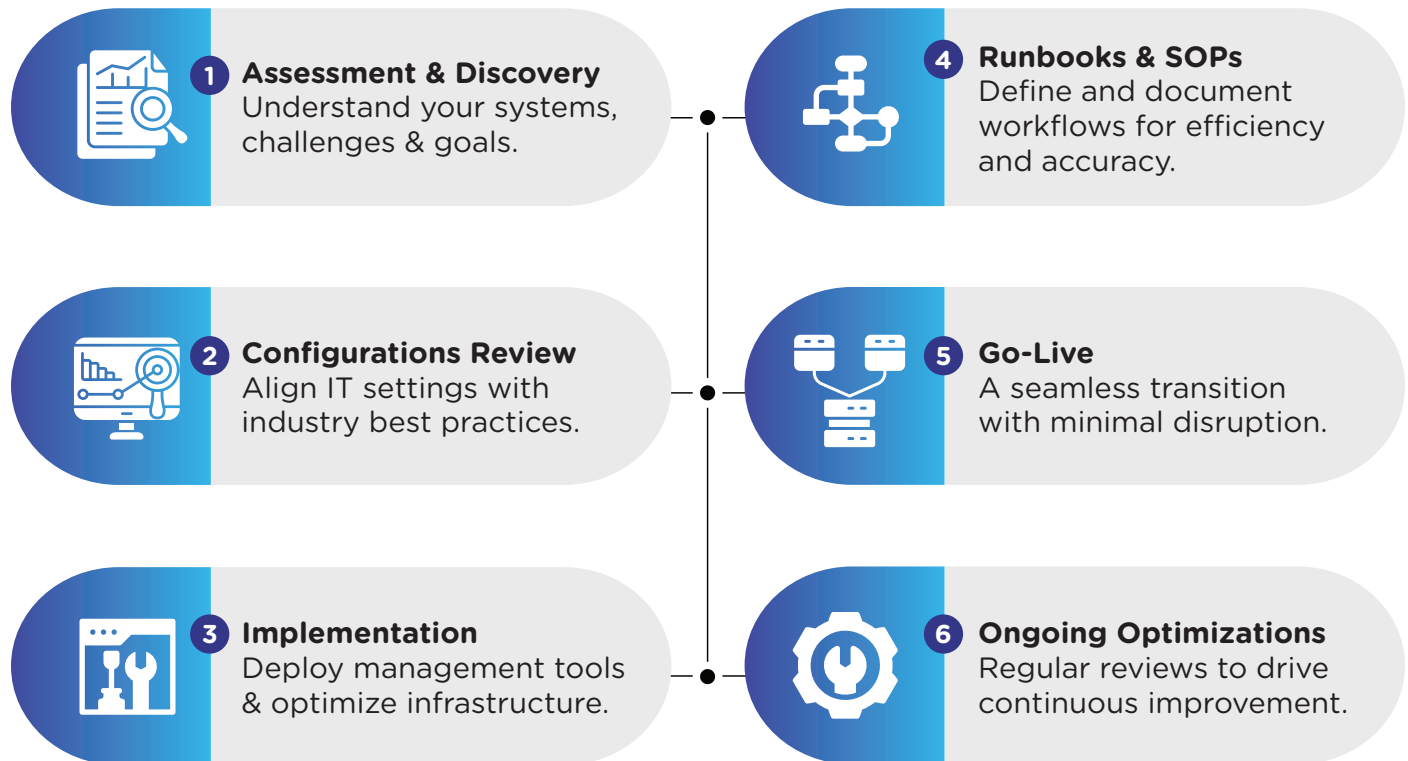 1
Assessment & Discovery
Understand your systems,
challenges & goals.
2
Configurations Review
Align IT settings with
industry best practices.
3
Implementation
Deploy management tools
& optimize infrastructure.
4
Runbooks & SOPs
Define and document
workflows for efficiency
and accuracy.
5
Go-Live
A seamless transition
with minimal disruption.
6
Ongoing Optimizations
Regular reviews to drive
continuous improvement.